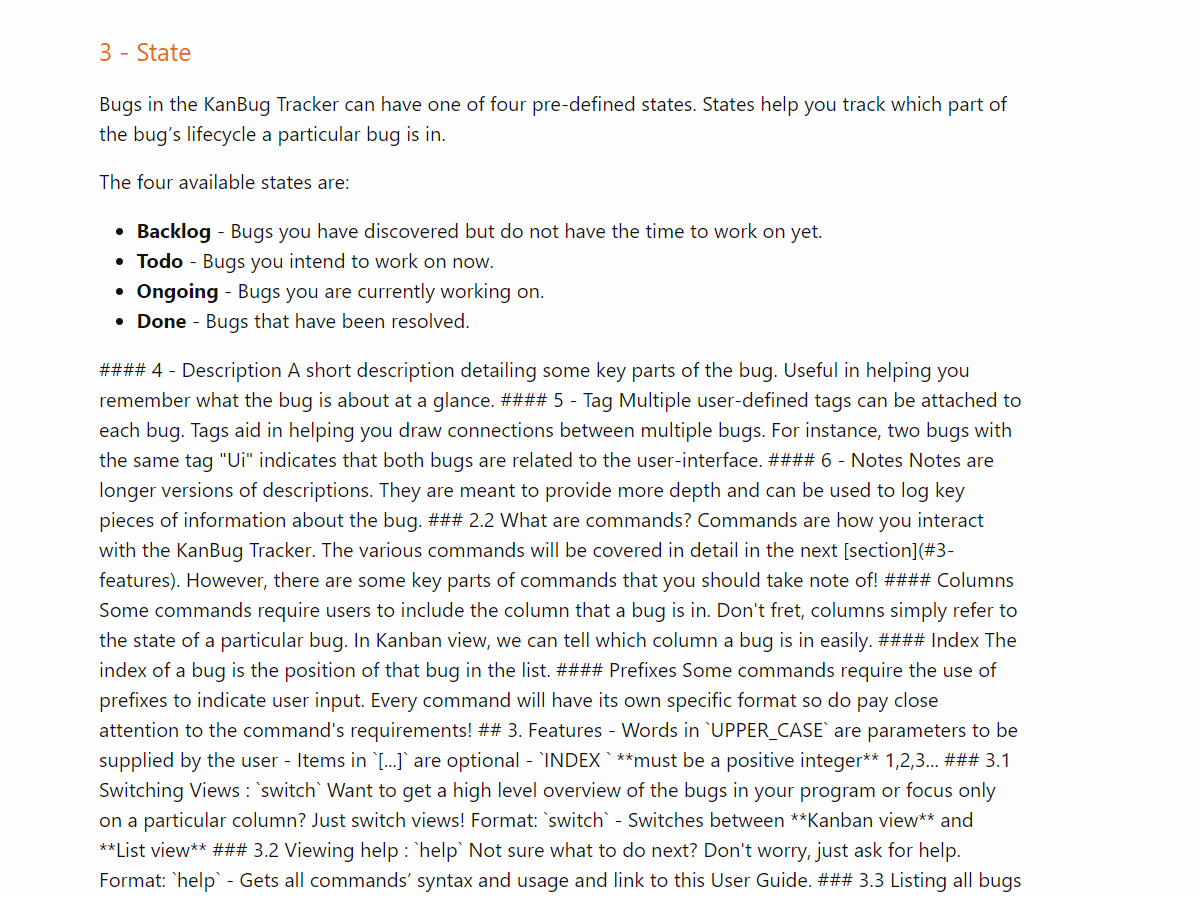 3 - State
Bugs in the KanBug Tracker can have one of four pre-defined states. States help you track which part of
the bug’s lifecycle a particular bug is in.
The four available states are:
• Backlog - Bugs you have discovered but do not have the time to work on yet.
• Todo - Bugs you intend to work on now.
• Ongoing - Bugs you are currently working on.
• Done - Bugs that have been resolved.
#### 4 - Description A short description detailing some key parts of the bug. Useful in helping you
remember what the bug is about at a glance. #### 5 - Tag Multiple user-defined tags can be attached to
each bug. Tags aid in helping you draw connections between multiple bugs. For instance, two bugs with
the same tag "Ui" indicates that both bugs are related to the user-interface. #### 6 - Notes Notes are
longer versions of descriptions. They are meant to provide more depth and can be used to log key
pieces of information about the bug. ### 2.2 What are commands? Commands are how you interact
with the KanBug Tracker. The various commands will be covered in detail in the next [section](#3-
features). However, there are some key parts of commands that you should take note of! #### Columns
Some commands require users to include the column that a bug is in. Don't fret, columns simply refer to
the state of a particular bug. In Kanban view, we can tell which column a bug is in easily. #### Index The
index of a bug is the position of that bug in the list. #### Prefixes Some commands require the use of
prefixes to indicate user input. Every command will have its own specific format so do pay close
attention to the command's requirements! ## 3. Features - Words in `UPPER_CASE` are parameters to be
supplied by the user - Items in `[...]` are optional - `INDEX ` **must be a positive integer** 1,2,3... ### 3.1
Switching Views : `switch` Want to get a high level overview of the bugs in your program or focus only
on a particular column? Just switch views! Format: `switch` - Switches between **Kanban view** and
**List view** ### 3.2 Viewing help : `help` Not sure what to do next? Don't worry, just ask for help.
Format: `help` - Gets all commands’ syntax and usage and link to this User Guide. ### 3.3 Listing all bugs